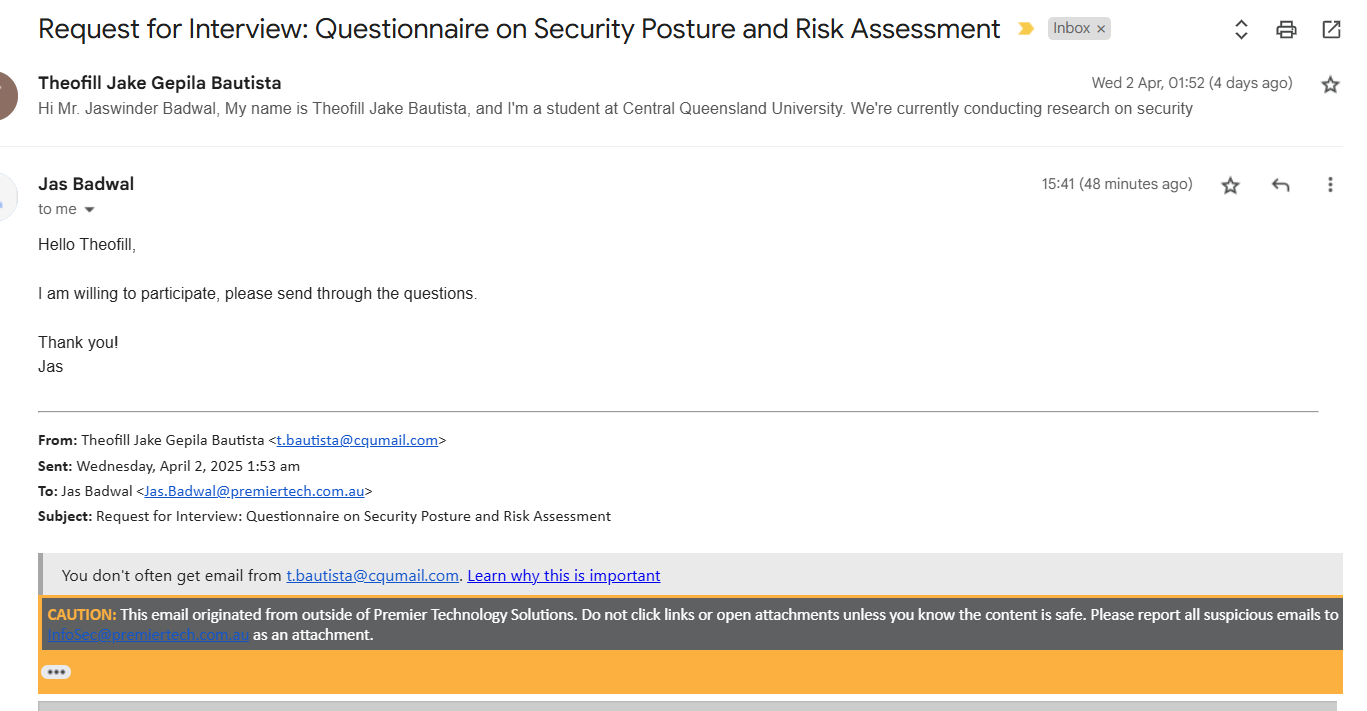 Request for Interview: Questionnaire on Security Posture and Risk Assessment Inbox ×
Theofill Jake Gepila Bautista Wed 2 Apr, 01:52 (4 days ago)
Hi Mr. Jaswinder Badwal, My name is Theofill Jake Bautista, and I'm a student at Central Queensland University. We're currently conducting research on security
Jas Badwal 15:41 (48 minutes ago)
to me
Hello Theofill,
I am willing to participate, please send through the questions.
Thank you!
Jas
From: Theofill Jake Gepila Bautista <t.bautista@cqumail.com>
Sent: Wednesday, April 2, 2025 1:53 am
To: Jas Badwal <Jas.Badwal@premiertech.com.au>
Subject: Request for Interview: Questionnaire on Security Posture and Risk Assessment
You don't often get email from t.bautista@cqumail.com. Learn why this is important
CAUTION: This email originated from outside of Premier Technology Solutions. Do not click links or open attachments unless you know the content is safe. Please report all suspicious emails to
InfoSec@premiertech.com.au as an attachment.